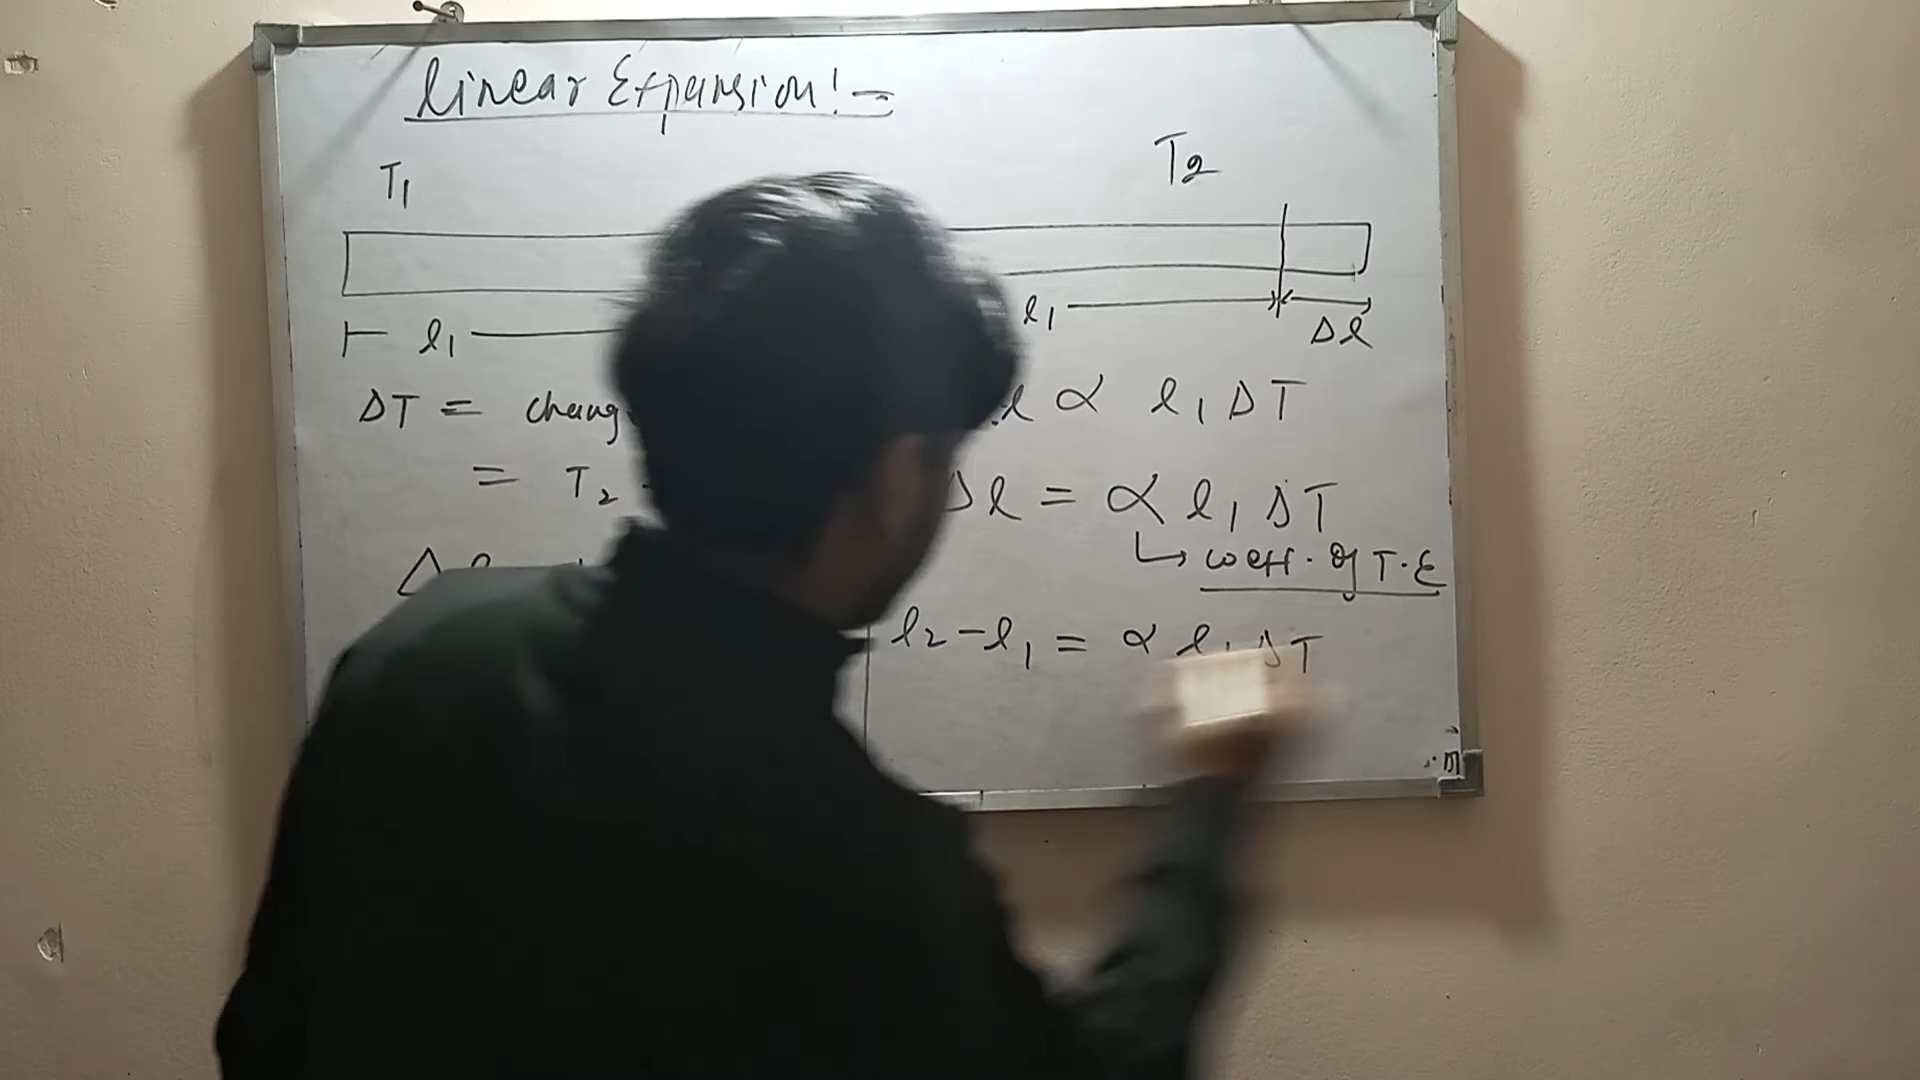 Linear Expansion:-
T₁
T₂
l₁
l₁
Δl
ΔT =
= T₂
l ∝ l₁ ΔT
Δl = α l₁ ΔT
↳ coeff. of T.E
l₂-l₁ = α l₁ ΔT